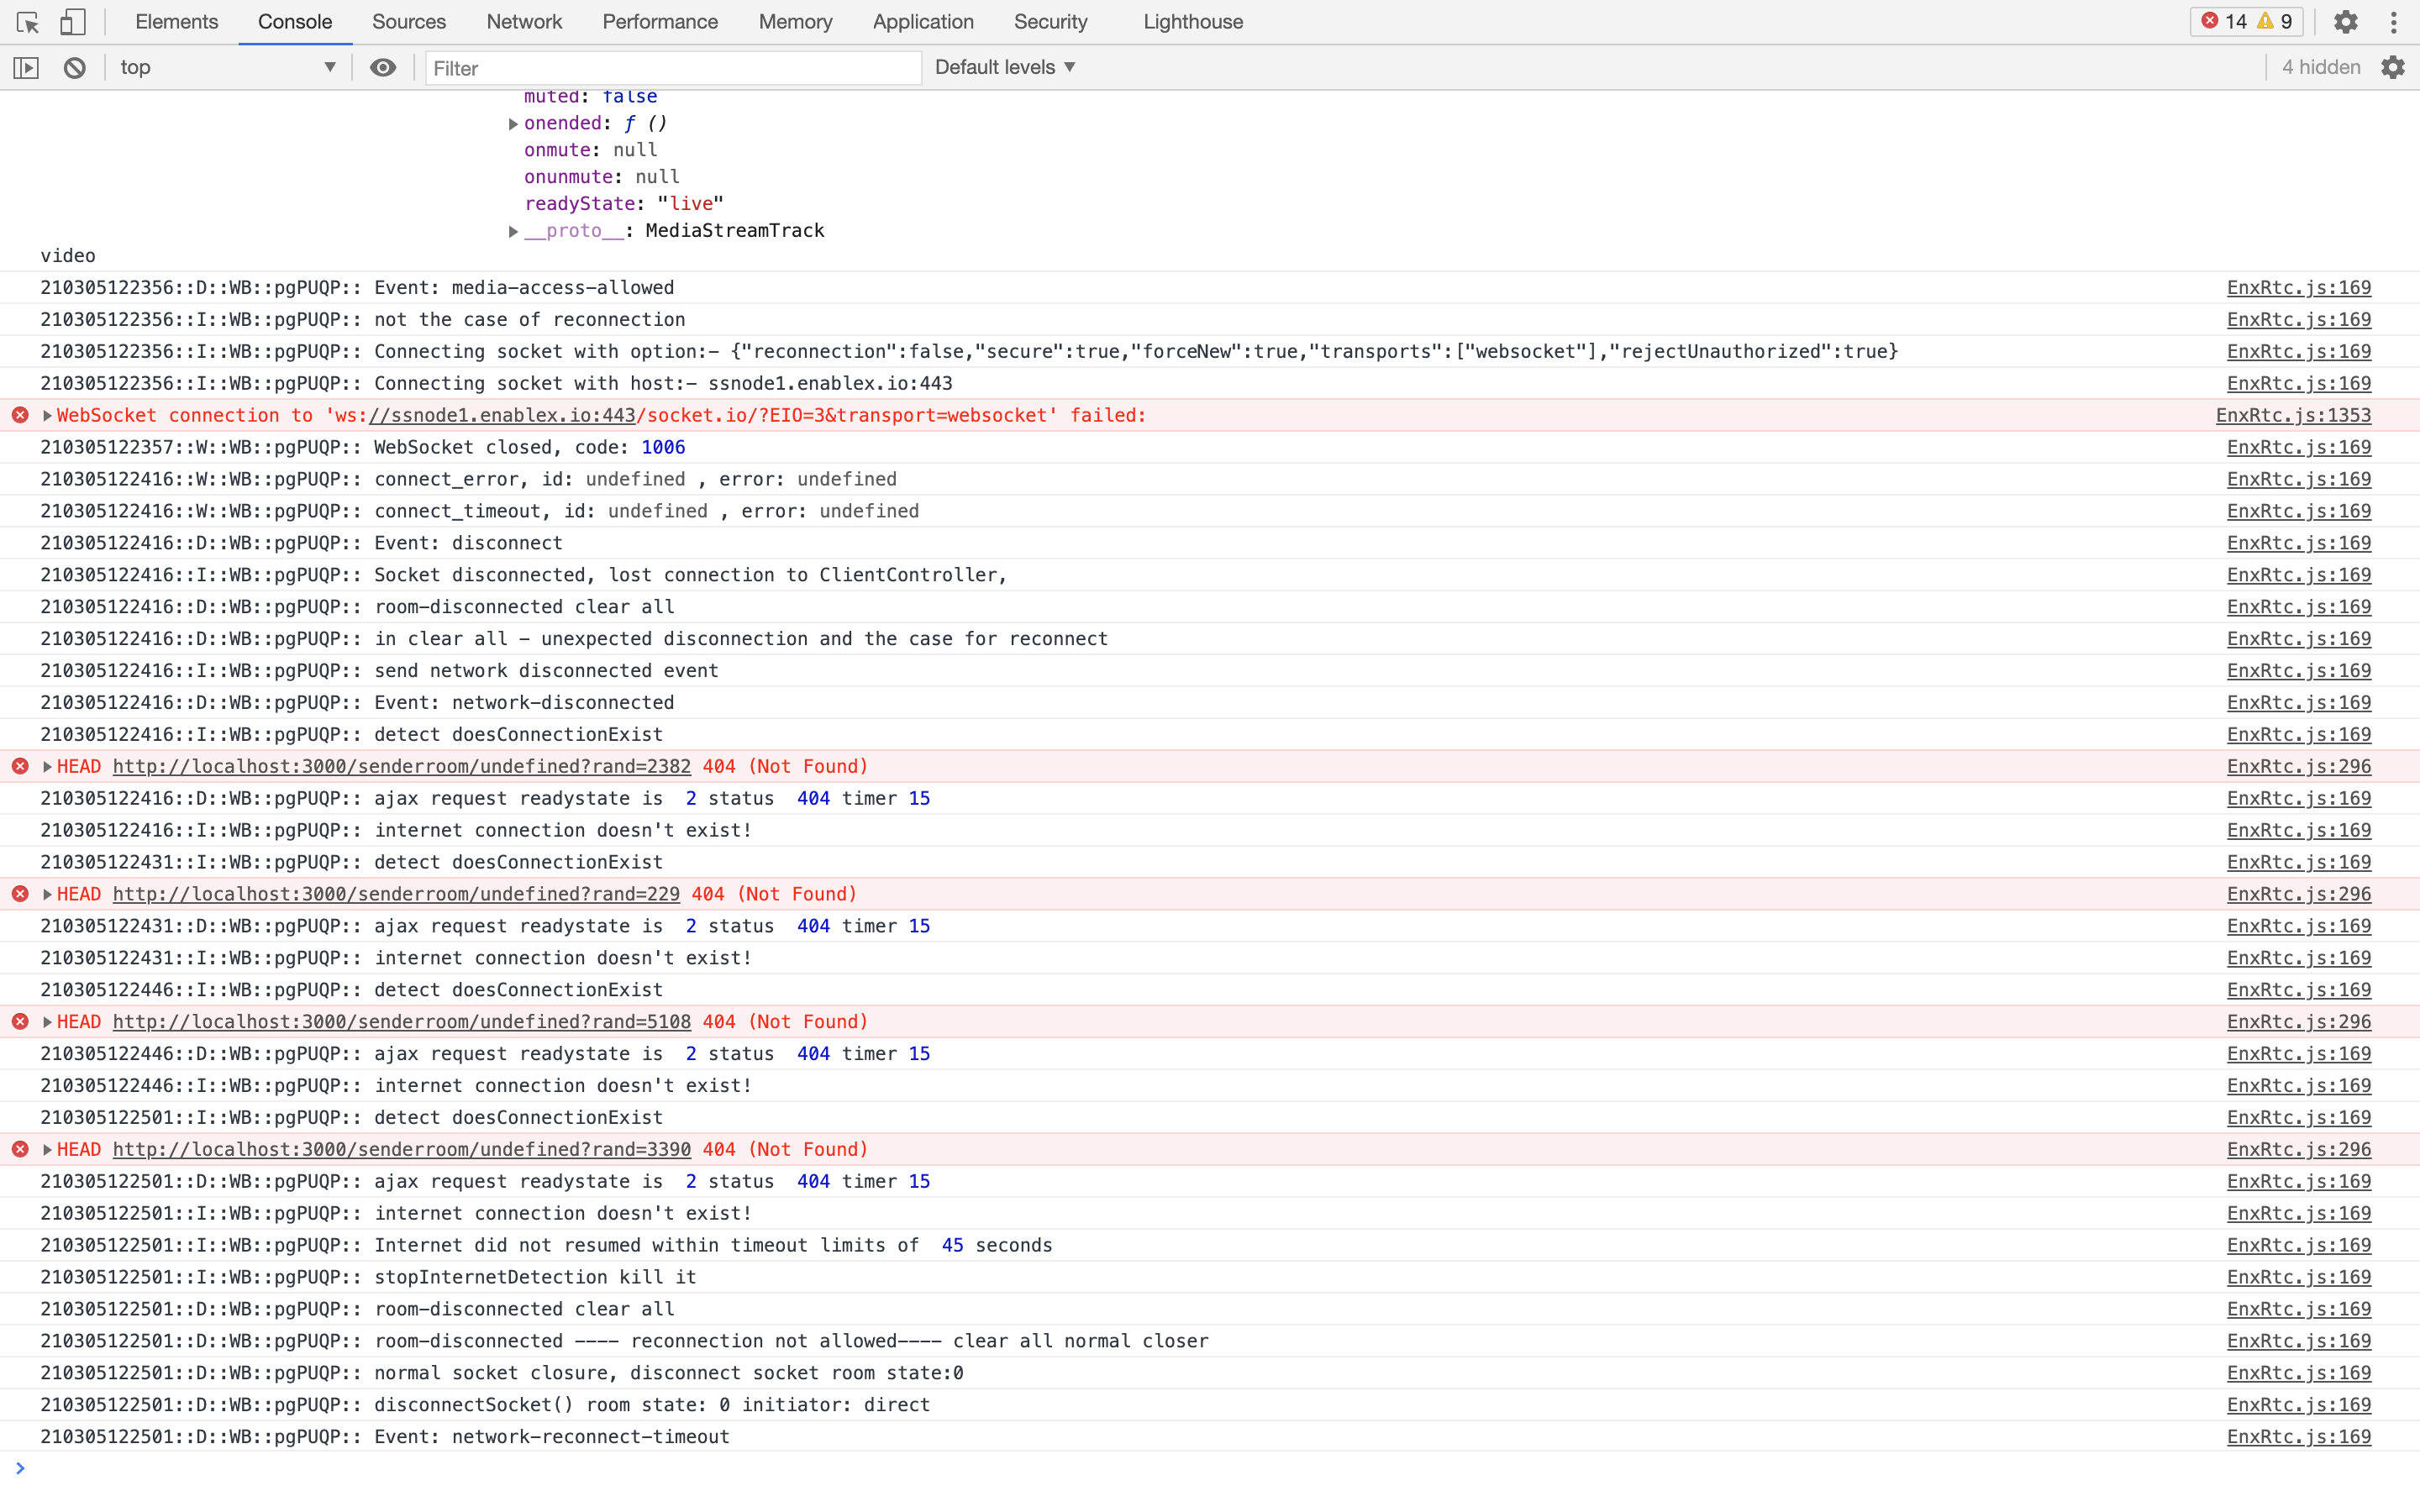 Elements Console Sources Network Performance Memory Application Security Lighthouse 14 9
top Filter Default levels 4 hidden
muted: false
onended: ƒ ()
onmute: null
onunmute: null
readyState: "live"
__proto__: MediaStreamTrack
video
210305122356::D::WB::pgPUQP:: Event: media-access-allowed EnxRtc.js:169
210305122356::I::WB::pgPUQP:: not the case of reconnection EnxRtc.js:169
210305122356::I::WB::pgPUQP:: Connecting socket with option:- {"reconnection":false,"secure":true,"forceNew":true,"transports":["websocket"],"rejectUnauthorized":true} EnxRtc.js:169
210305122356::I::WB::pgPUQP:: Connecting socket with host:- ssnode1.enablex.io:443 EnxRtc.js:169
WebSocket connection to 'ws://ssnode1.enablex.io:443/socket.io/?EIO=3&transport=websocket' failed: EnxRtc.js:1353
210305122357::W::WB::pgPUQP:: WebSocket closed, code: 1006 EnxRtc.js:169
210305122416::W::WB::pgPUQP:: connect_error, id: undefined , error: undefined EnxRtc.js:169
210305122416::W::WB::pgPUQP:: connect_timeout, id: undefined , error: undefined EnxRtc.js:169
210305122416::D::WB::pgPUQP:: Event: disconnect EnxRtc.js:169
210305122416::I::WB::pgPUQP:: Socket disconnected, lost connection to ClientController, EnxRtc.js:169
210305122416::D::WB::pgPUQP:: room-disconnected clear all EnxRtc.js:169
210305122416::D::WB::pgPUQP:: in clear all - unexpected disconnection and the case for reconnect EnxRtc.js:169
210305122416::I::WB::pgPUQP:: send network disconnected event EnxRtc.js:169
210305122416::D::WB::pgPUQP:: Event: network-disconnected EnxRtc.js:169
210305122416::I::WB::pgPUQP:: detect doesConnectionExist EnxRtc.js:169
HEAD http://localhost:3000/senderroom/undefined?rand=2382 404 (Not Found) EnxRtc.js:296
210305122416::D::WB::pgPUQP:: ajax request readystate is 2 status 404 timer 15 EnxRtc.js:169
210305122416::I::WB::pgPUQP:: internet connection doesn't exist! EnxRtc.js:169
210305122431::I::WB::pgPUQP:: detect doesConnectionExist EnxRtc.js:169
HEAD http://localhost:3000/senderroom/undefined?rand=229 404 (Not Found) EnxRtc.js:296
210305122431::D::WB::pgPUQP:: ajax request readystate is 2 status 404 timer 15 EnxRtc.js:169
210305122431::I::WB::pgPUQP:: internet connection doesn't exist! EnxRtc.js:169
210305122446::I::WB::pgPUQP:: detect doesConnectionExist EnxRtc.js:169
HEAD http://localhost:3000/senderroom/undefined?rand=5108 404 (Not Found) EnxRtc.js:296
210305122446::D::WB::pgPUQP:: ajax request readystate is 2 status 404 timer 15 EnxRtc.js:169
210305122446::I::WB::pgPUQP:: internet connection doesn't exist! EnxRtc.js:169
210305122501::I::WB::pgPUQP:: detect doesConnectionExist EnxRtc.js:169
HEAD http://localhost:3000/senderroom/undefined?rand=3390 404 (Not Found) EnxRtc.js:296
210305122501::D::WB::pgPUQP:: ajax request readystate is 2 status 404 timer 15 EnxRtc.js:169
210305122501::I::WB::pgPUQP:: internet connection doesn't exist! EnxRtc.js:169
210305122501::I::WB::pgPUQP:: Internet did not resumed within timeout limits of 45 seconds EnxRtc.js:169
210305122501::I::WB::pgPUQP:: stopInternetDetection kill it EnxRtc.js:169
210305122501::D::WB::pgPUQP:: room-disconnected clear all EnxRtc.js:169
210305122501::D::WB::pgPUQP:: room-disconnected ---- reconnection not allowed---- clear all normal closer EnxRtc.js:169
210305122501::D::WB::pgPUQP:: normal socket closure, disconnect socket room state:0 EnxRtc.js:169
210305122501::D::WB::pgPUQP:: disconnectSocket() room state: 0 initiator: direct EnxRtc.js:169
210305122501::D::WB::pgPUQP:: Event: network-reconnect-timeout EnxRtc.js:169